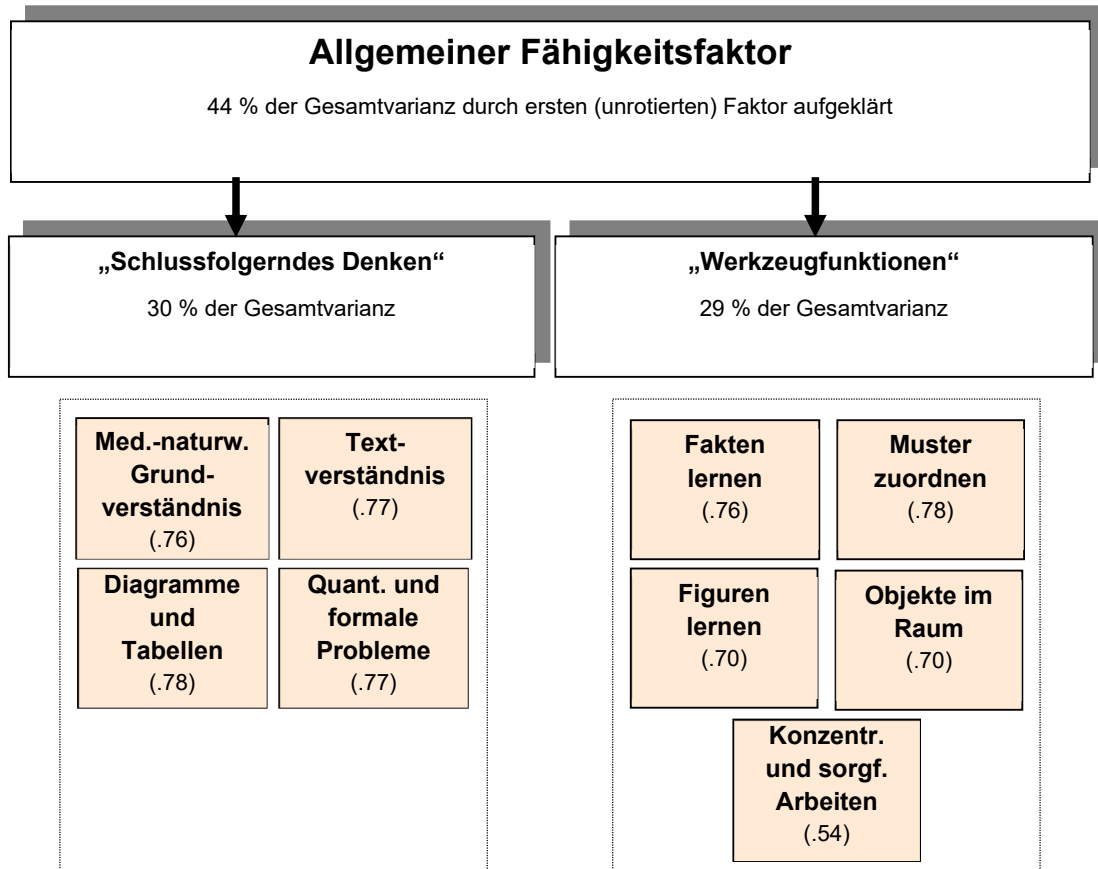 Allgemeiner Fähigkeitsfaktor
44 % der Gesamtvarianz durch ersten (unrotierten) Faktor aufgeklärt
„Schlussfolgerndes Denken“
30 % der Gesamtvarianz
„Werkzeugfunktionen“
29 % der Gesamtvarianz
Med.-naturw.
Grund-
verständnis
(.76)
Text-
verständnis
(.77)
Diagramme
und
Tabellen
(.78)
Quant. und
formale
Probleme
(.77)
Fakten
lernen
(.76)
Muster
zuordnen
(.78)
Figuren
lernen
(.70)
Objekte im
Raum
(.70)
Konzentr.
und sorgf.
Arbeiten
(.54)